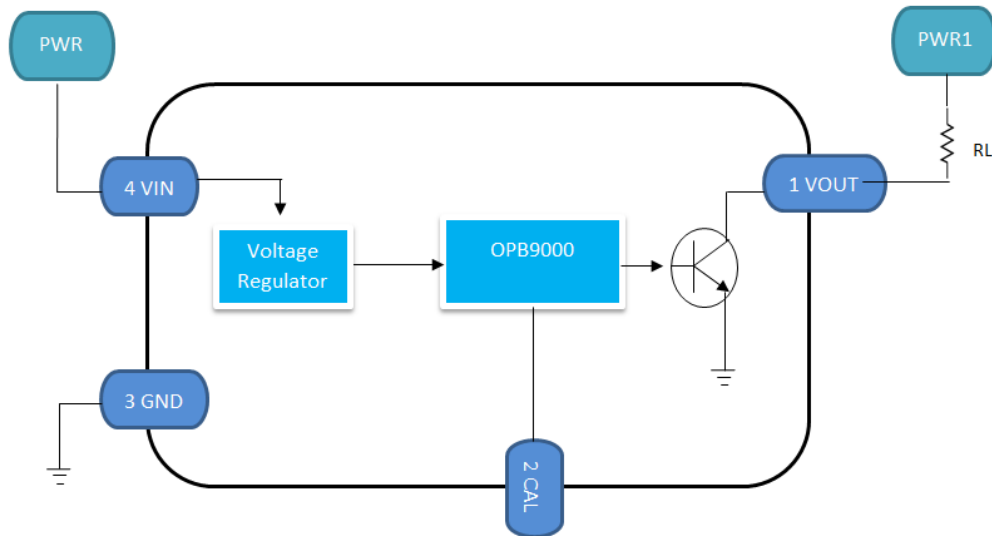 PWR
PWR1
RL
4 VIN
1 VOUT
Voltage
Regulator
OPB9000
3 GND
2 CAL